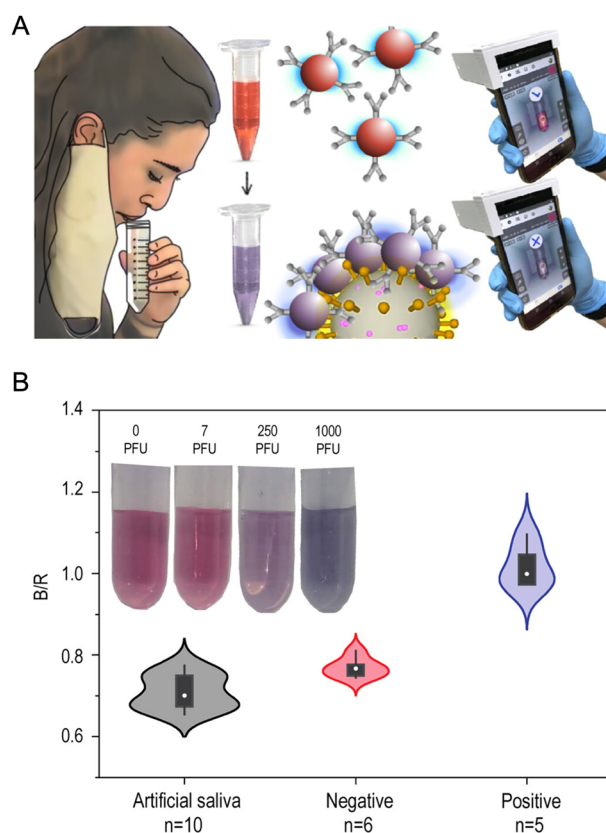 A
B
1.4
1.2
1.0
0.8
0.6
B/R
0 7 250 1000
PFU PFU PFU PFU
Artificial saliva Negative Positive
n=10 n=6 n=5